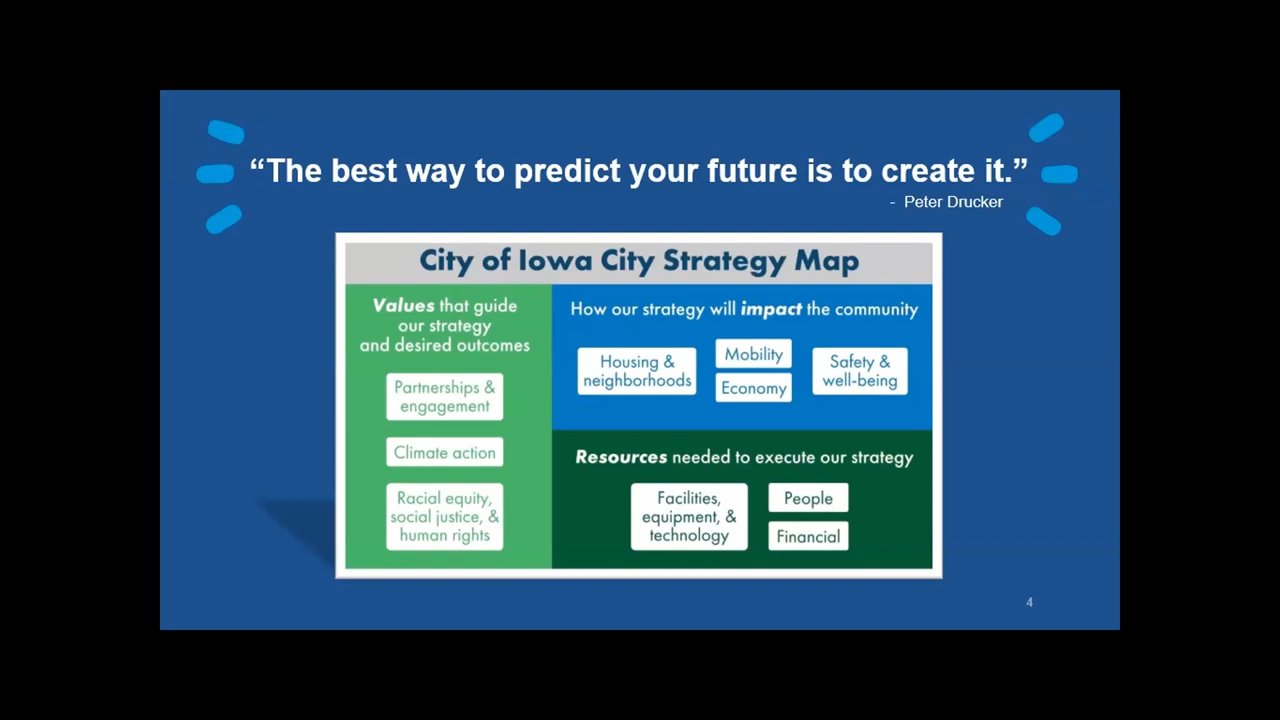 “The best way to predict your future is to create it.”
- Peter Drucker
City of Iowa City Strategy Map
Values that guide
our strategy
and desired outcomes
Partnerships &
engagement
Climate action
Racial equity,
social justice, &
human rights
How our strategy will impact the community
Housing &
neighborhoods
Mobility
Economy
Safety &
well-being
Resources needed to execute our strategy
Facilities,
equipment, &
technology
People
Financial
4